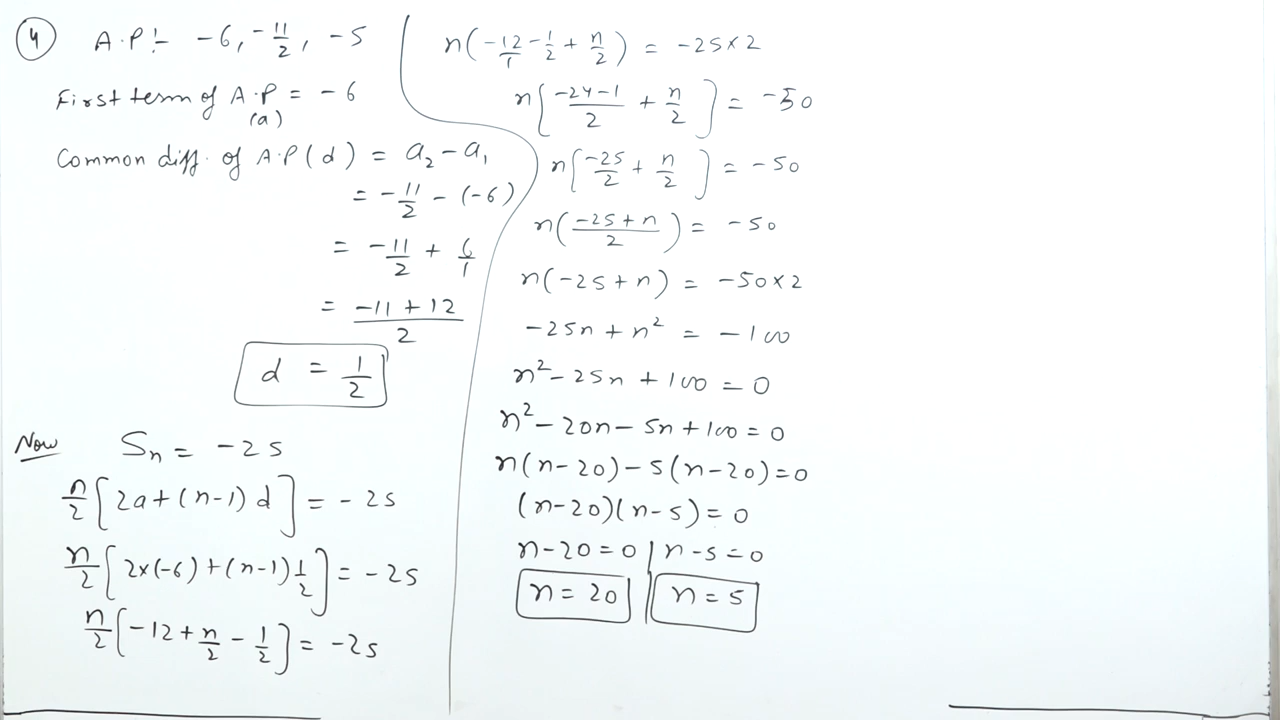 4 A.P:- -6, -11/2, -5
First term of A.P = -6
(a)
Common diff. of A.P (d) = a₂ - a₁
= -11/2 - (-6)
= -11/2 + 6/1
= (-11 + 12)/2
d = 1/2
Now Sn = -25
n/2 [2a + (n-1) d] = -25
n/2 [2×(-6) + (n-1) 1/2] = -25
n/2 [-12 + n/2 - 1/2] = -25
n(-12/1 - 1/2 + n/2) = -25×2
n[(-24-1)/2 + n/2] = -50
n[-25/2 + n/2] = -50
n((-25+n)/2) = -50
n(-25+n) = -50×2
-25n + n² = -100
n² - 25n + 100 = 0
n² - 20n - 5n + 100 = 0
n(n-20) - 5(n-20) = 0
(n-20)(n-5) = 0
n-20 = 0 | n-5 = 0
n = 20 | n = 5